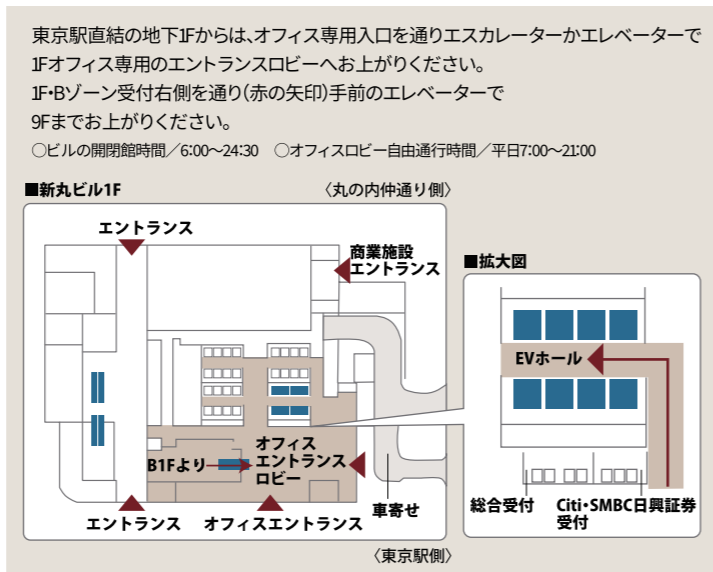 東京駅直結の地下1Fからは、オフィス専用入口を通りエスカレーターかエレベーターで
1Fオフィス専用のエントランスロビーへお上がりください。
1F・Bゾーン受付右側を通り（赤の矢印）手前のエレベーターで
9Fまでお上がりください。
○ビルの開閉館時間／6:00〜24:30　○オフィスロビー自由通行時間／平日7:00〜21:00
■新丸ビル1F
〈丸の内仲通り側〉
エントランス
商業施設
エントランス
■拡大図
EVホール
オフィス
エントランス
ロビー
B1Fより
エントランス
オフィスエントランス
車寄せ
総合受付
Citi・SMBC日興証券
受付
〈東京駅側〉